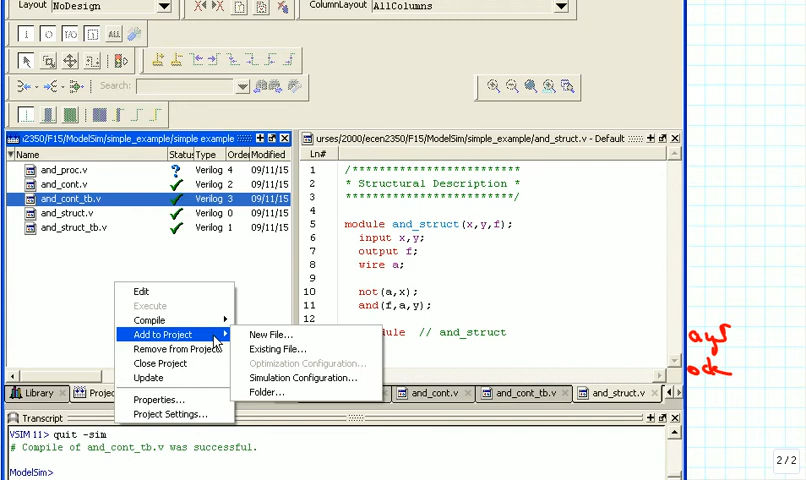 Layout NoDesign
ColumnLayout AllColumns
ALL
Search:
n2350/F15/ModelSim/simple_example/simple example
Name Status Type Order Modified
and_proc.v ? Verilog 4 09/11/15
and_cont.v Verilog 2 09/11/15
and_cont_tb.v Verilog 3 09/11/15
and_struct.v Verilog 0 09/11/15
and_struct_tb.v Verilog 1 09/11/15
Edit
Execute
Compile
Add to Project
Remove from Project
Close Project
Update
Properties...
Project Settings...
New File...
Existing File...
Optimization Configuration...
Simulation Configuration...
Folder...
urses/2000/ecen2350/F15/ModelSim/simple_example/and_struct.v - Default
Ln#
1 /*************************
2 * Structural Description *
3 *************************/
4
5 module and_struct(x,y,f);
6 input x,y;
7 output f;
8 wire a;
9
10 not(a,x);
11 and(f,a,y);
12
dule // and_struct
Library
Projec
and_cont.v
and_cont_tb.v
and_struct.v
Transcript
VSIM 11> quit -sim
# Compile of and_cont_tb.v was successful.
ModelSim>
2/2